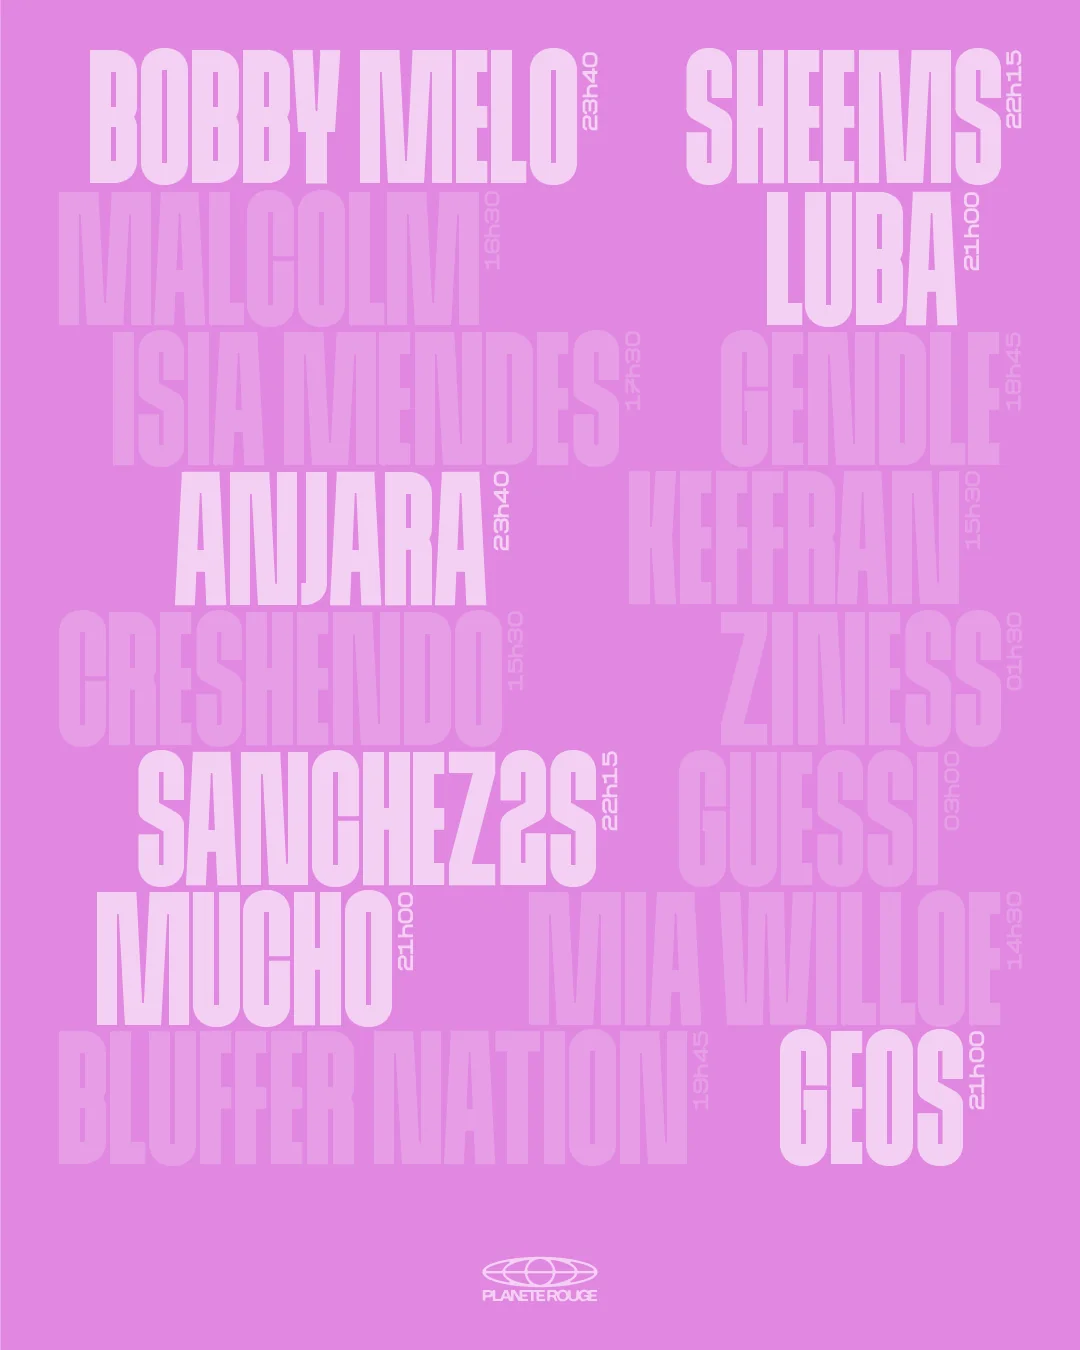 BOBBY MELO 23h40 SHEEMS 22h15
MALCOLM 16h30 LUBA 21h00
ISIA MENDES 17h30 GENDLE 18h45
ANJARA 23h40 KEFFRAN 15h30
CRESHENDO 15h30 ZINESS 01h30
SANCHEZ2S 22h15 GUESSI 03h00
MUCHO 21h00 MIA WILLOE 14h30
BLUFFER NATION 19h45 GEOS 21h00
PLANETE ROUGE